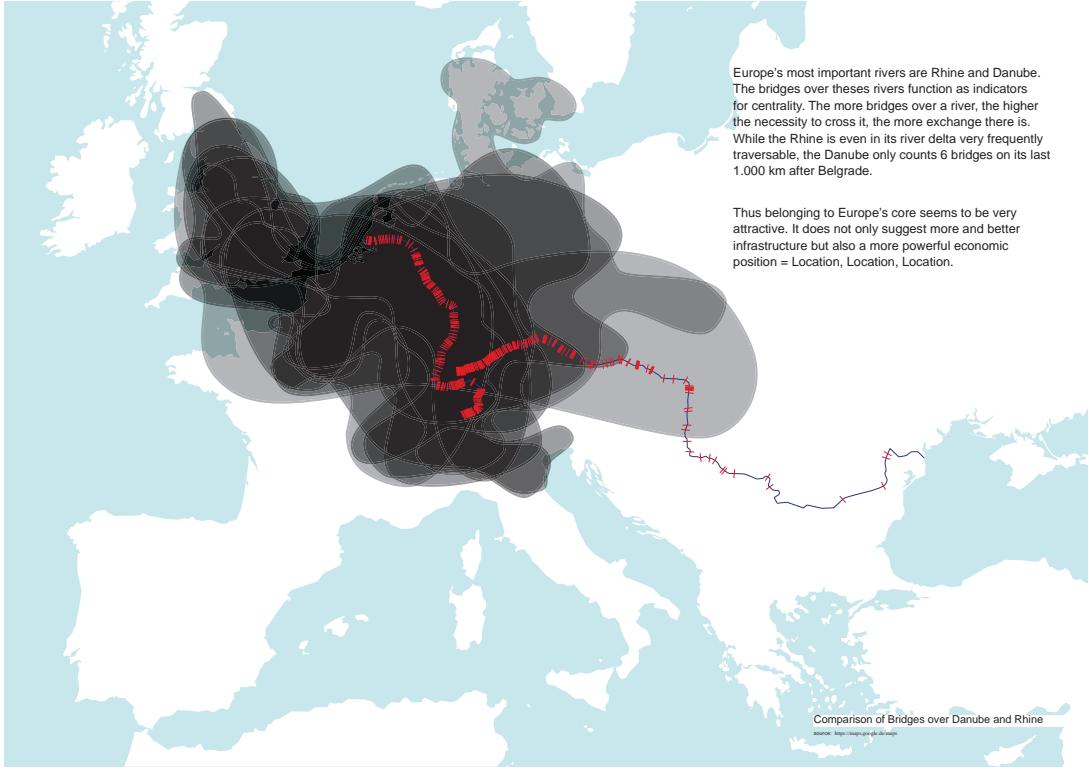 Europe's most important rivers are Rhine and Danube.
The bridges over theses rivers function as indicators
for centrality. The more bridges over a river, the higher
the necessity to cross it, the more exchange there is.
While the Rhine is even in its river delta very frequently
traversable, the Danube only counts 6 bridges on its last
1.000 km after Belgrade.
Thus belonging to Europe's core seems to be very
attractive. It does not only suggest more and better
infrastructure but also a more powerful economic
position = Location, Location, Location.
Comparison of Bridges over Danube and Rhine
source: https://maps.google.de/maps